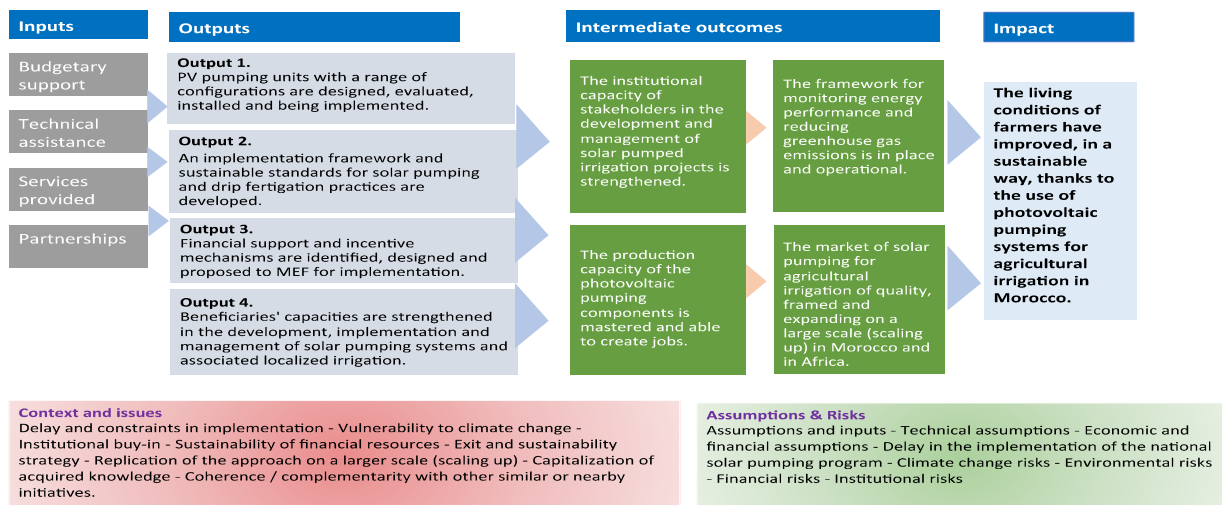 Inputs
Outputs
Intermediate outcomes
Impact
Budgetary
support
Technical
assistance
Services
provided
Partnerships
Output 1.
PV pumping units with a range of
configurations are designed, evaluated,
installed and being implemented.
Output 2.
An implementation framework and
sustainable standards for solar pumping
and drip fertigation practices are
developed.
Output 3.
Financial support and incentive
mechanisms are identified, designed and
proposed to MEF for implementation.
Output 4.
Beneficiaries' capacities are strengthened
in the development, implementation and
management of solar pumping systems and
associated localized irrigation.
The institutional
capacity of
stakeholders in the
development and
management of
solar pumped
irrigation projects is
strengthened.
The framework for
monitoring energy
performance and
reducing
greenhouse gas
emissions is in place
and operational.
The production
capacity of the
photovoltaic
pumping
components is
mastered and able
to create jobs.
The market of solar
pumping for
agricultural
irrigation of quality,
framed and
expanding on a
large scale (scaling
up) in Morocco and
in Africa.
The living
conditions of
farmers have
improved, in a
sustainable
way, thanks to
the use of
photovoltaic
pumping
systems for
agricultural
irrigation in
Morocco.
Context and issues
Delay and constraints in implementation - Vulnerability to climate change -
Institutional buy-in - Sustainability of financial resources - Exit and sustainability
strategy - Replication of the approach on a larger scale (scaling up) - Capitalization of
acquired knowledge - Coherence / complementarity with other similar or nearby
initiatives.
Assumptions & Risks
Assumptions and inputs - Technical assumptions - Economic and
financial assumptions - Delay in the implementation of the national
solar pumping program - Climate change risks - Environmental risks
- Financial risks - Institutional risks